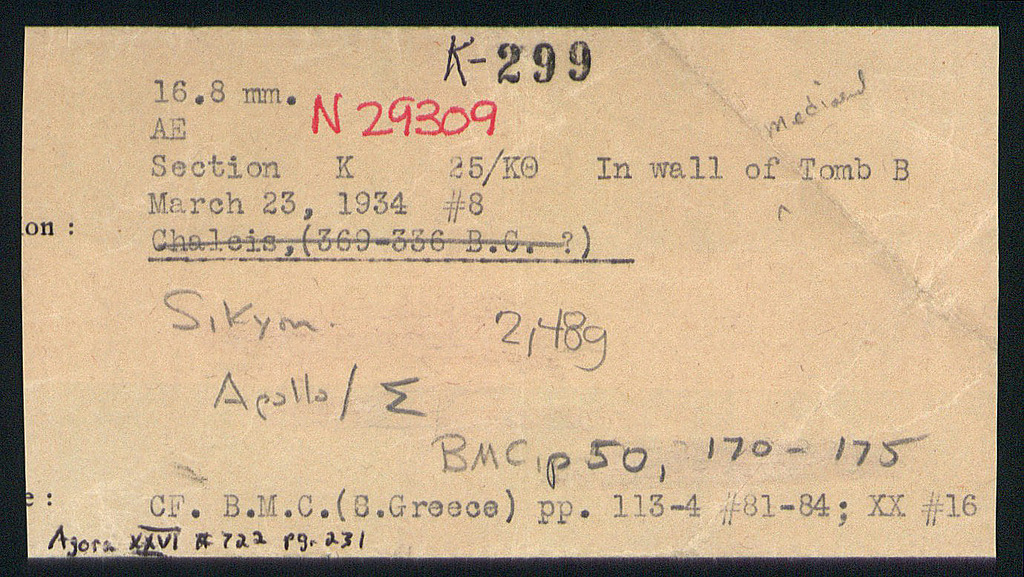 K-299
16.8 mm.
N 29309
AE
medieval
Section K 25/KΘ In wall of Tomb B
March 23, 1934 #8
on :
Chalcis,(369-336 B.C. ?)
Sikyon.
2,48g
Apollo/ Σ
BMC, p 50, 170-175
e: CF. B.M.C.(S.Greece) pp. 113-4 #81-84; XX #16
Agora XXVI #722 pg. 231